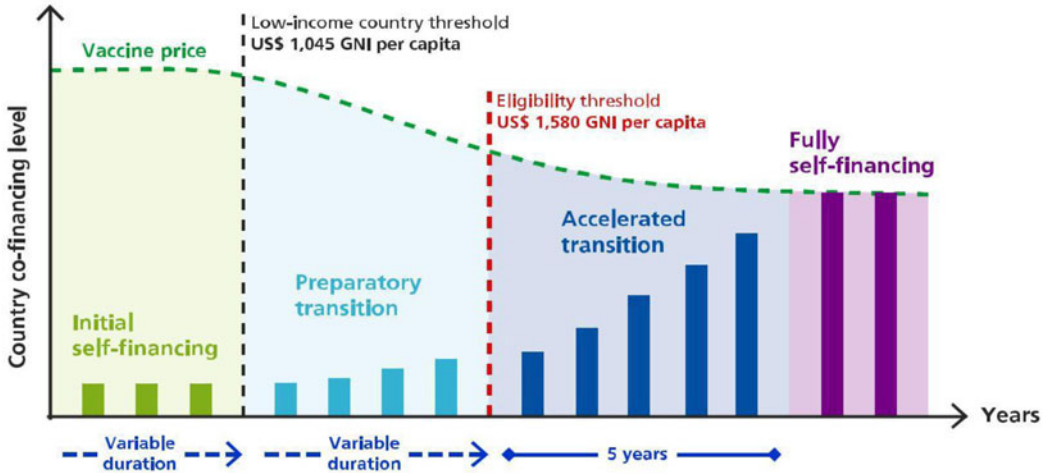 Country co-financing level
Vaccine price
Low-income country threshold
US$ 1,045 GNI per capita
Eligibility threshold
US$ 1,580 GNI per capita
Fully
self-financing
Accelerated
transition
Preparatory
transition
Initial
self-financing
Years
Variable
duration
Variable
duration
5 years